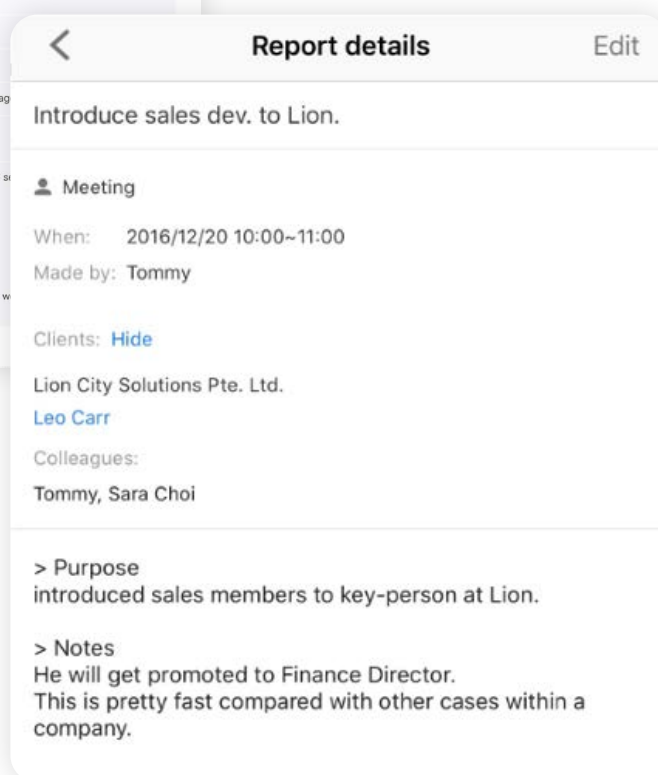 Report details
Edit
Introduce sales dev. to Lion.
Meeting
When: 2016/12/20 10:00~11:00
Made by: Tommy
Clients: Hide
Lion City Solutions Pte. Ltd.
Leo Carr
Colleagues:
Tommy, Sara Choi
> Purpose
introduced sales members to key-person at Lion.
> Notes
He will get promoted to Finance Director.
This is pretty fast compared with other cases within a
company.